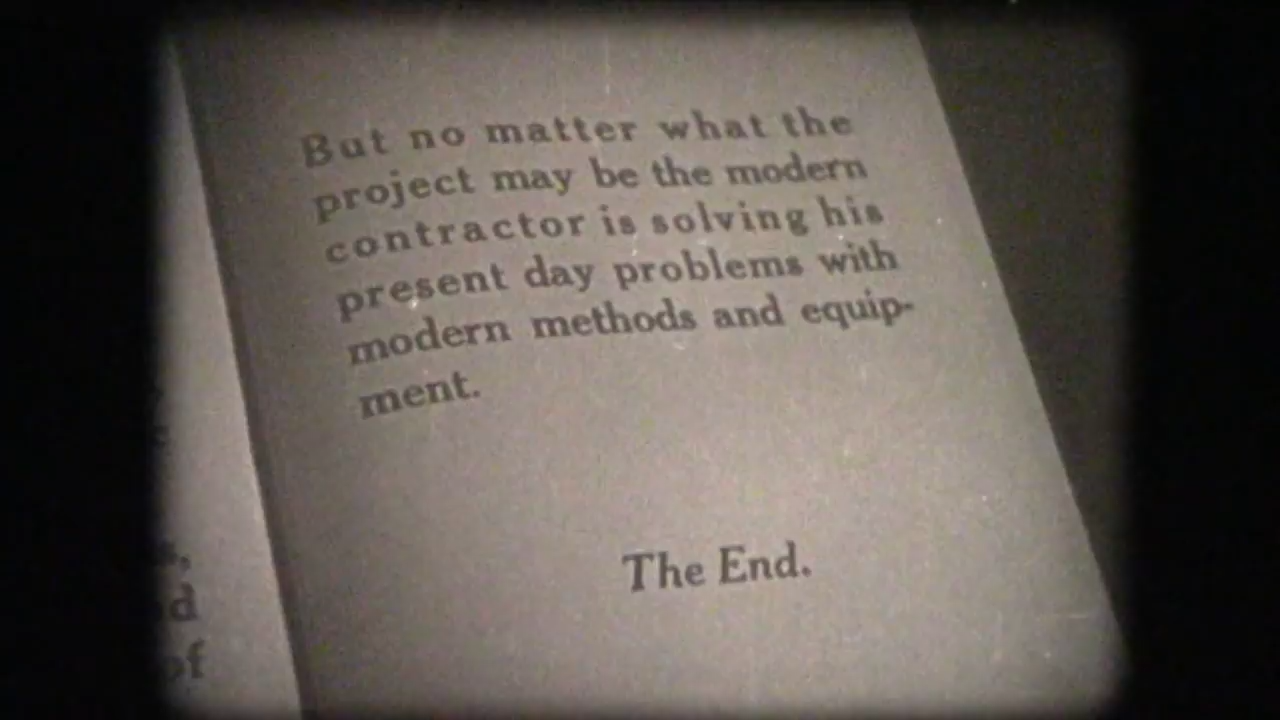 But no matter what the
project may be the modern
contractor is solving his
present day problems with
modern methods and equip-
ment.
The End.
d
of